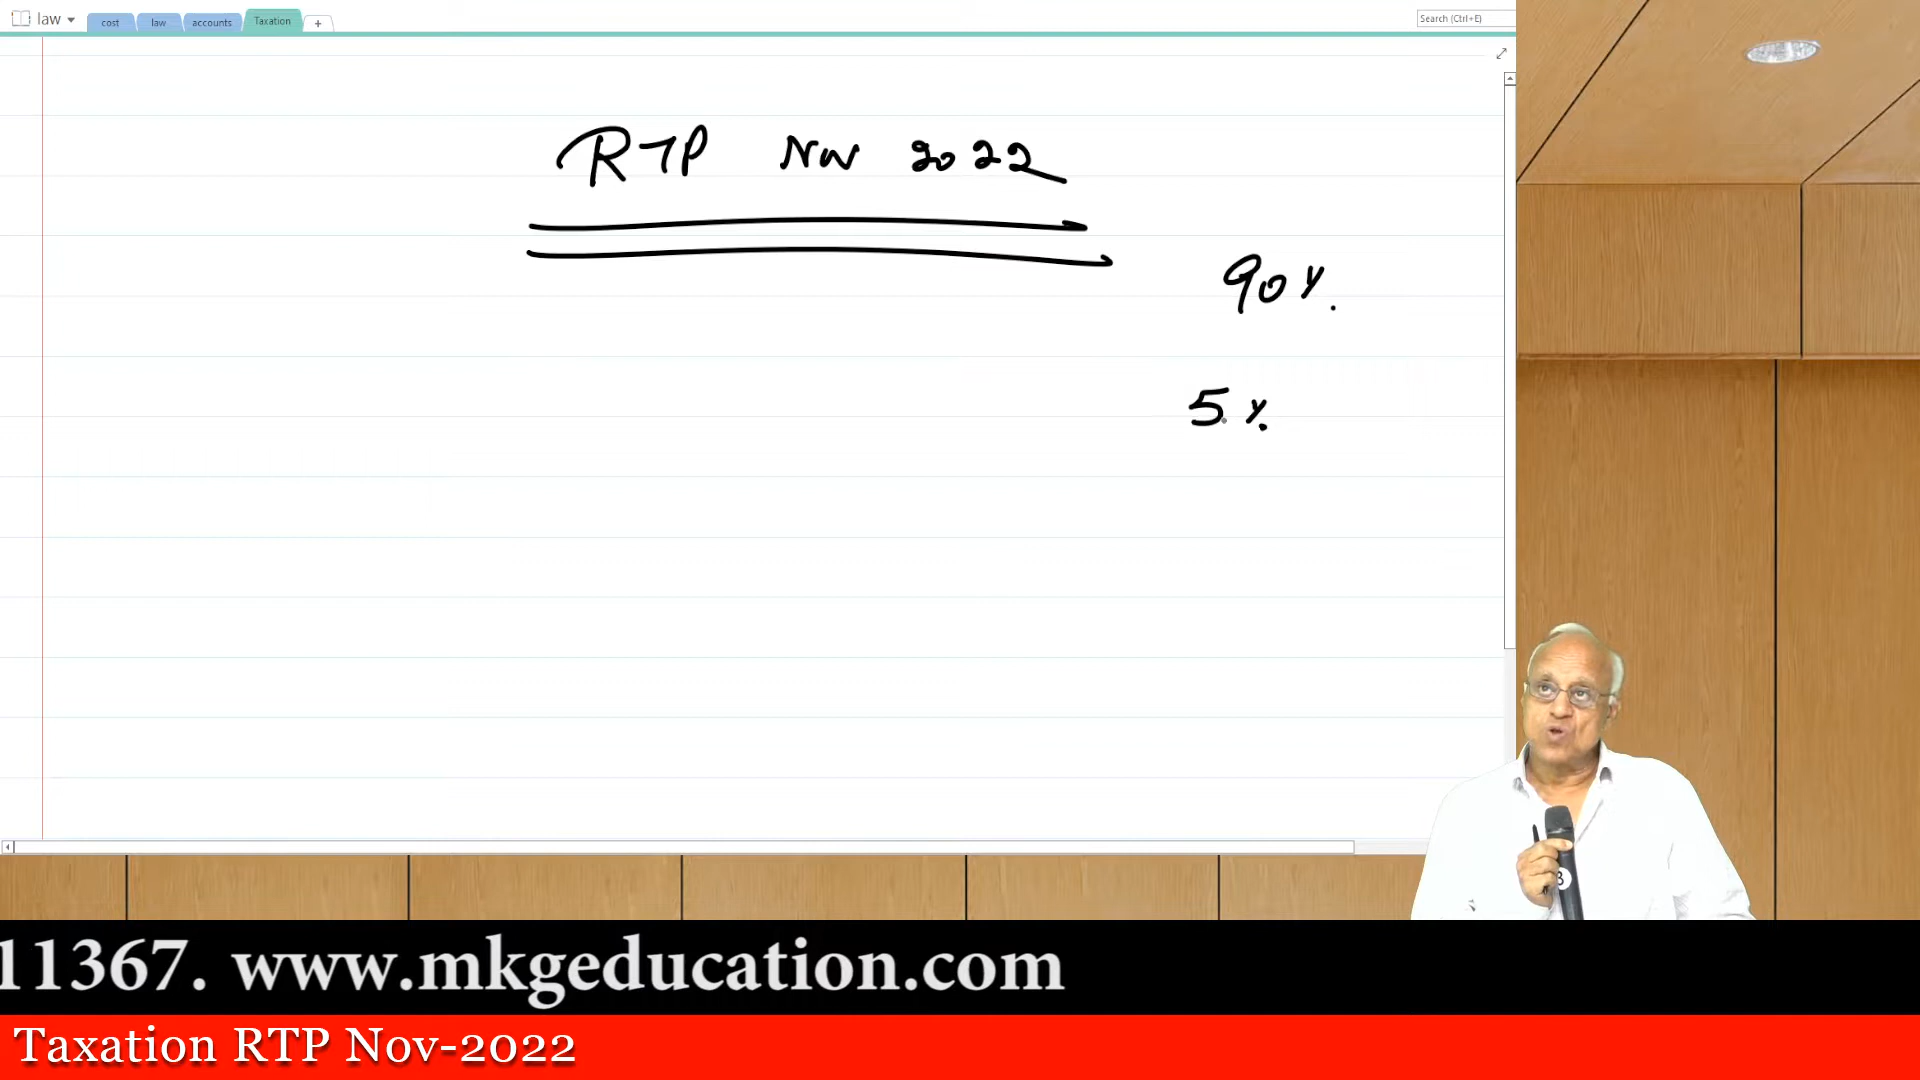 law
cost
law
accounts
Taxation
+
Search (Ctrl+E)
RTP Nov 2022
90%
5%
3
11367. www.mkgeducation.com
Taxation RTP Nov-2022